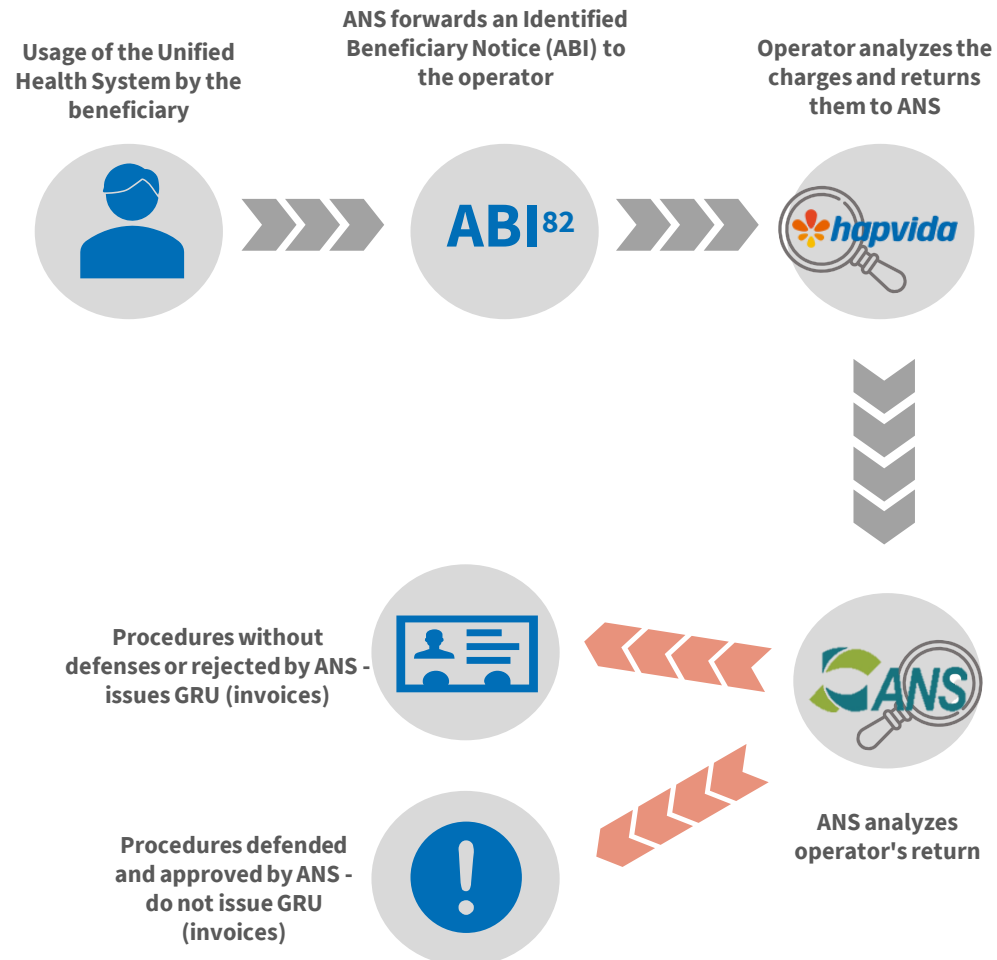 Usage of the Unified
Health System by the
beneficiary
ANS forwards an Identified
Beneficiary Notice (ABI) to
the operator
Operator analyzes the
charges and returns
them to ANS
ABI82
hapvida
Procedures without
defenses or rejected by ANS -
issues GRU (invoices)
ANS
ANS analyzes
operator's return
Procedures defended
and approved by ANS -
do not issue GRU
(invoices)